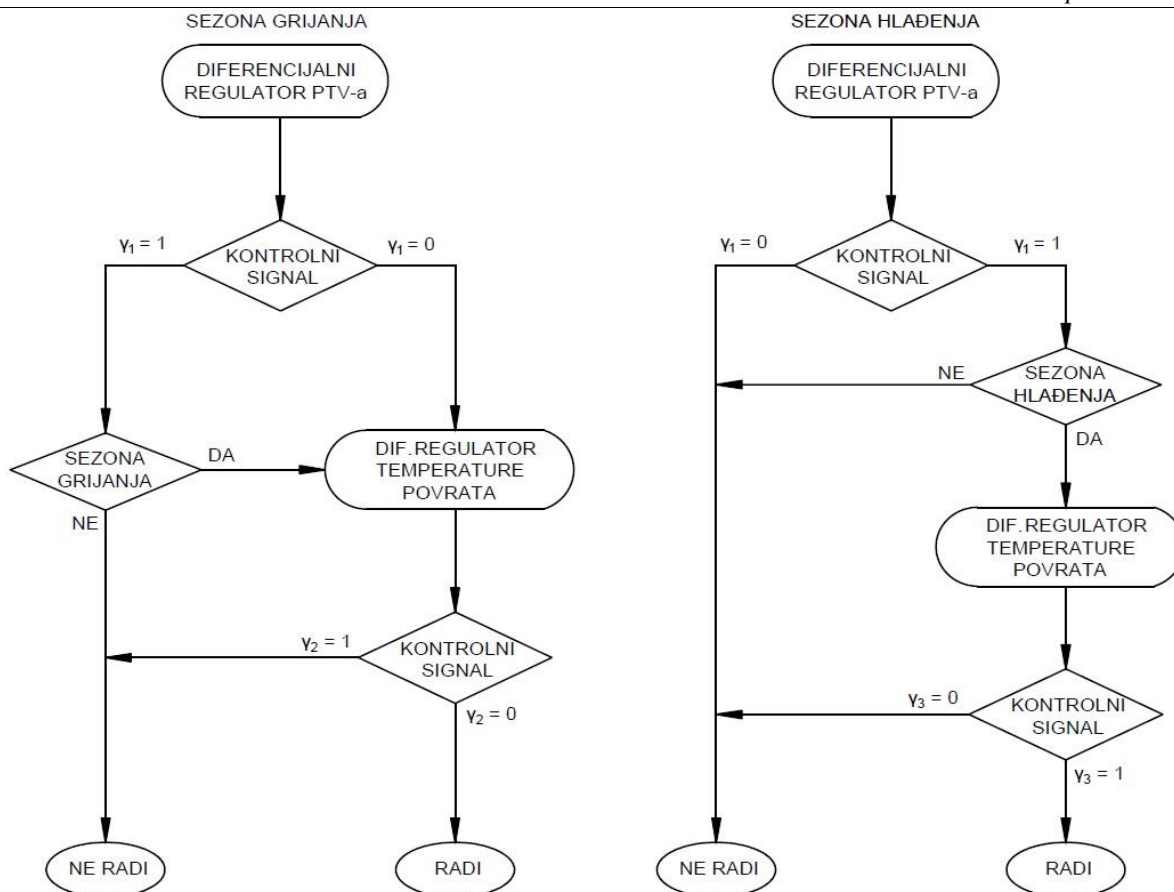 SEZONA GRIJANJA
DIFERENCIJALNI
REGULATOR PTV-a
γ₁ = 1
KONTROLNI
SIGNAL
γ₁ = 0
SEZONA
GRIJANJA
DA
NE
DIF.REGULATOR
TEMPERATURE
POVRATA
γ₂ = 1
KONTROLNI
SIGNAL
γ₂ = 0
NE RADI
RADI
SEZONA HLAĐENJA
DIFERENCIJALNI
REGULATOR PTV-a
γ₁ = 0
KONTROLNI
SIGNAL
γ₁ = 1
NE
SEZONA
HLAĐENJA
DA
DIF.REGULATOR
TEMPERATURE
POVRATA
γ₃ = 0
KONTROLNI
SIGNAL
γ₃ = 1
NE RADI
RADI